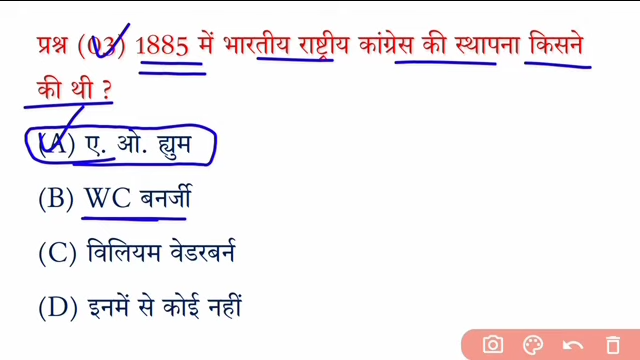 प्रश्न (03) 1885 में भारतीय राष्ट्रीय कांग्रेस की स्थापना किसने
की थी ?
(A) ए. ओ. ह्युम
(B) WC बनर्जी
(C) विलियम वेडरबर्न
(D) इनमें से कोई नहीं